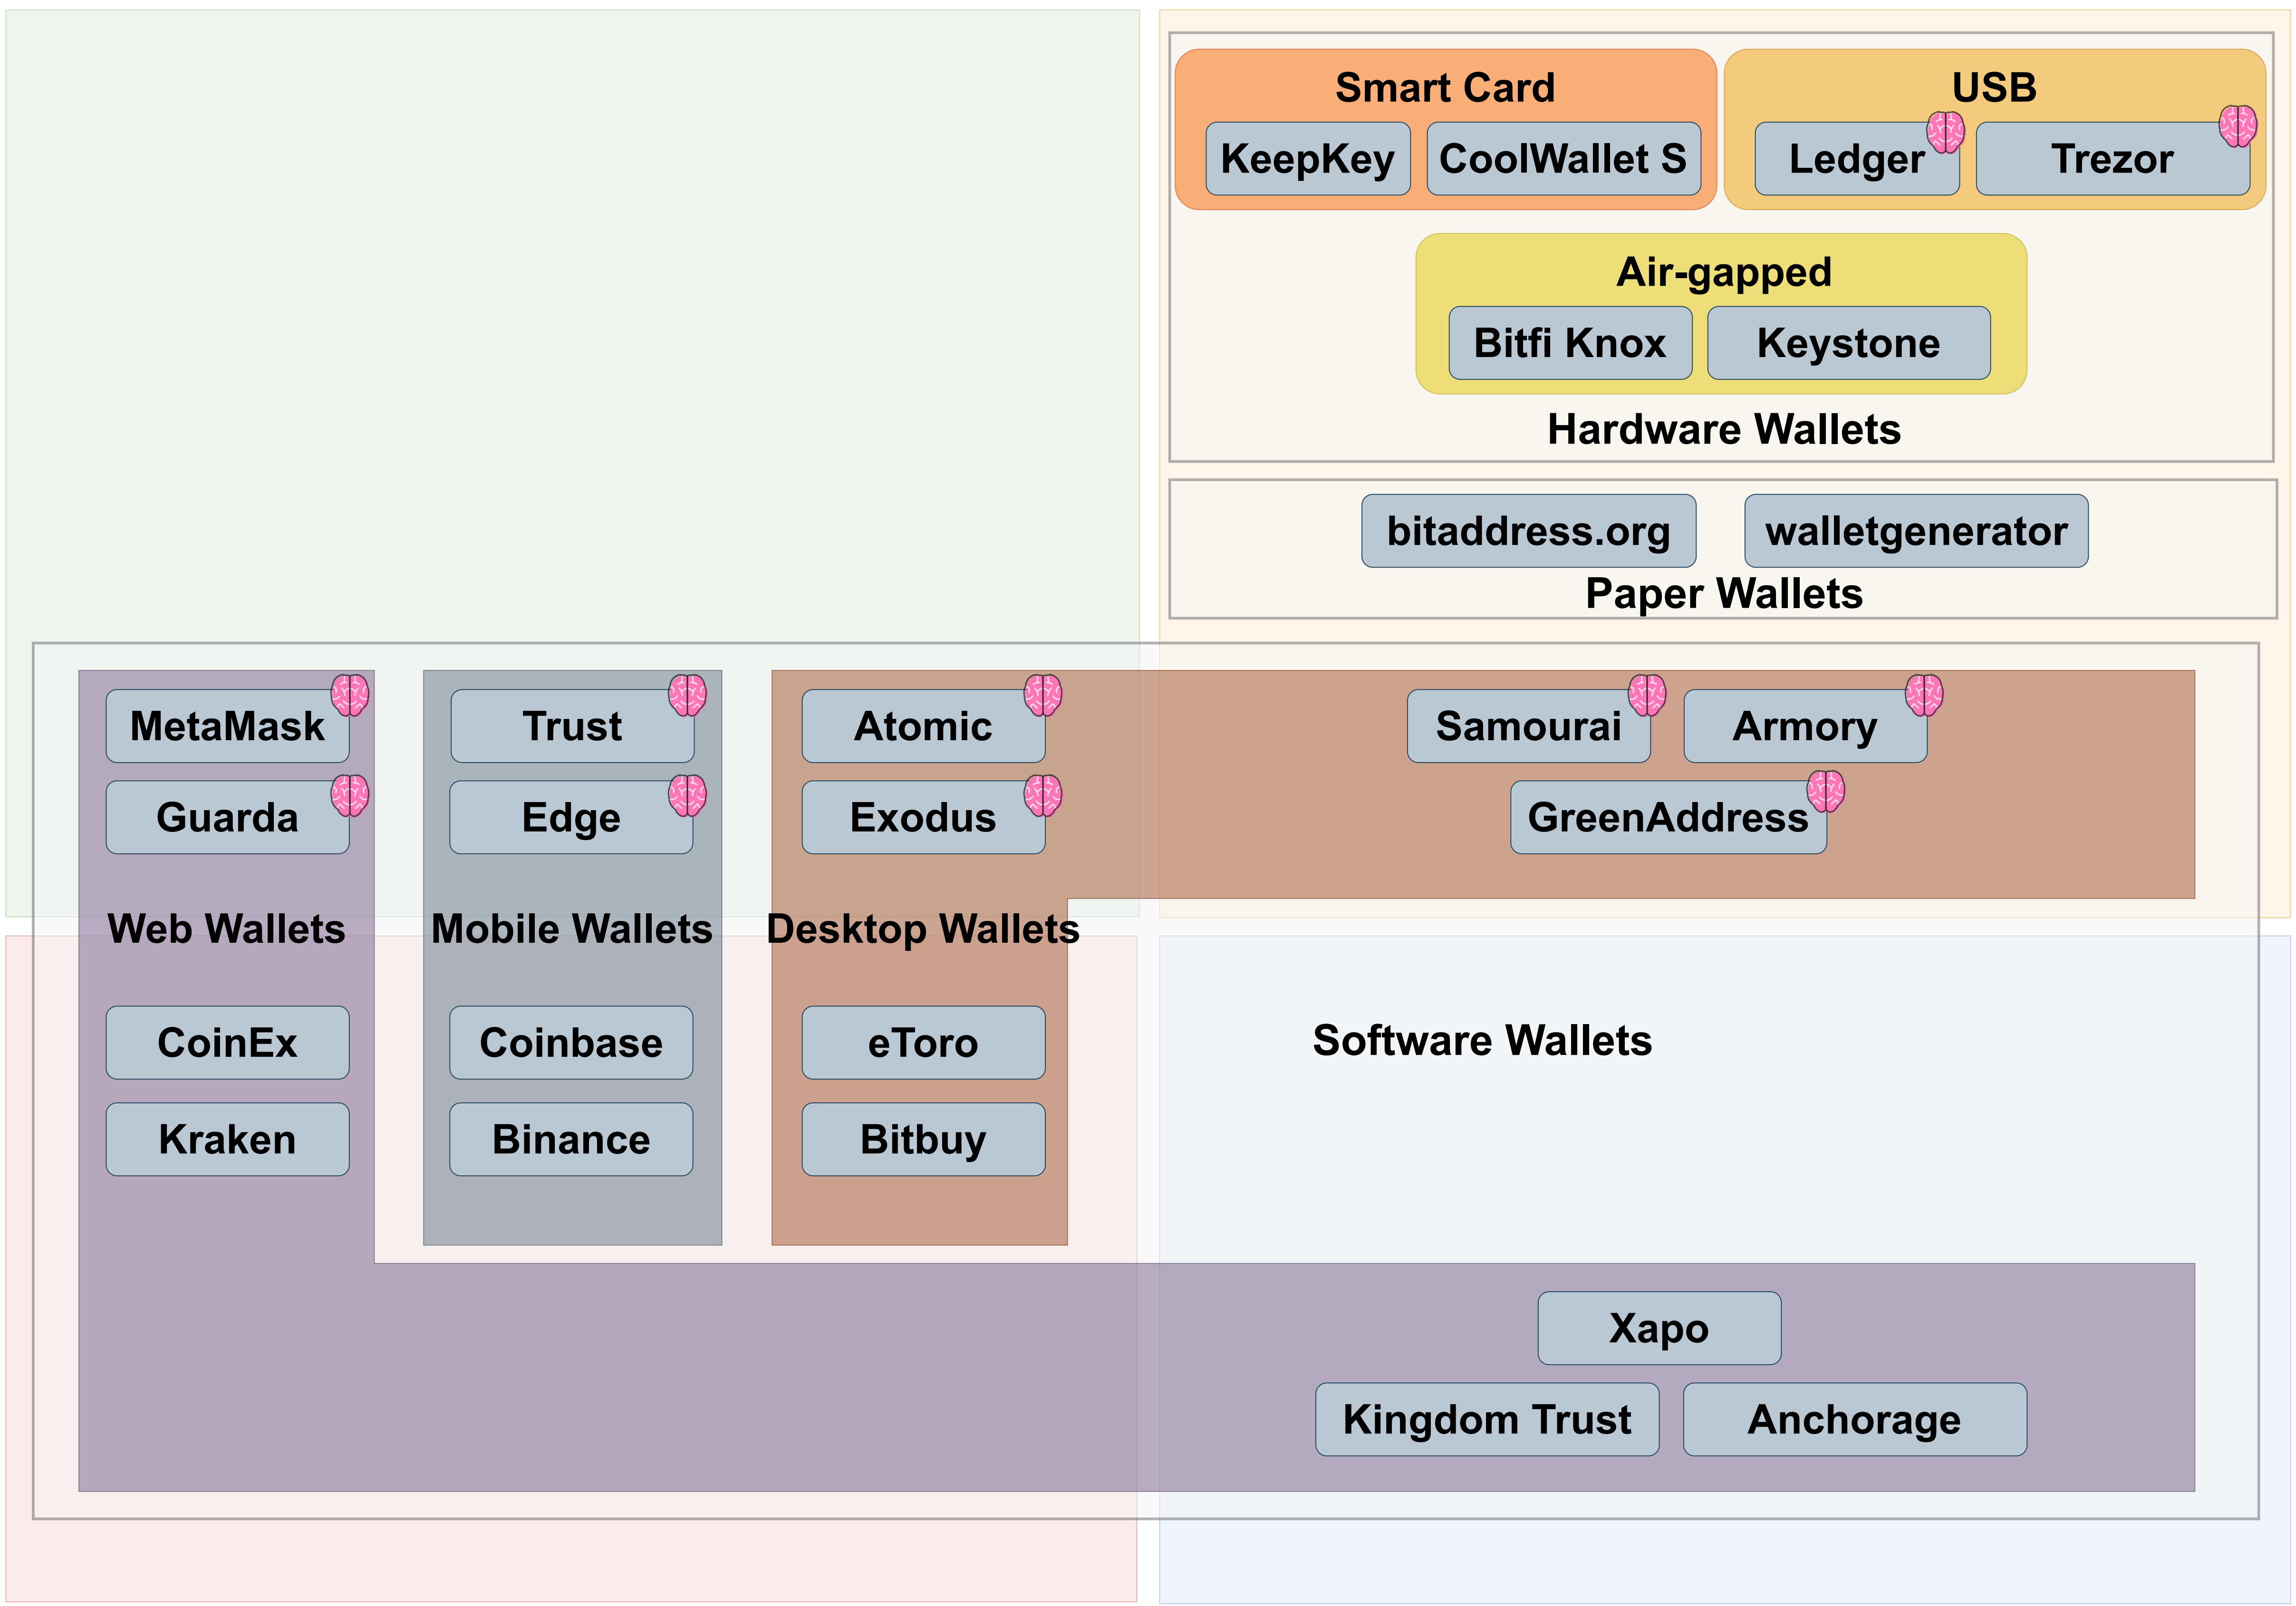 Smart Card
USB
KeepKey
CoolWallet S
Ledger
Trezor
Air-gapped
Bitfi Knox
Keystone
Hardware Wallets
bitaddress.org
walletgenerator
Paper Wallets
MetaMask
Trust
Atomic
Samourai
Armory
Guarda
Edge
Exodus
GreenAddress
Web Wallets
Mobile Wallets
Desktop Wallets
CoinEx
Coinbase
eToro
Software Wallets
Kraken
Binance
Bitbuy
Xapo
Kingdom Trust
Anchorage